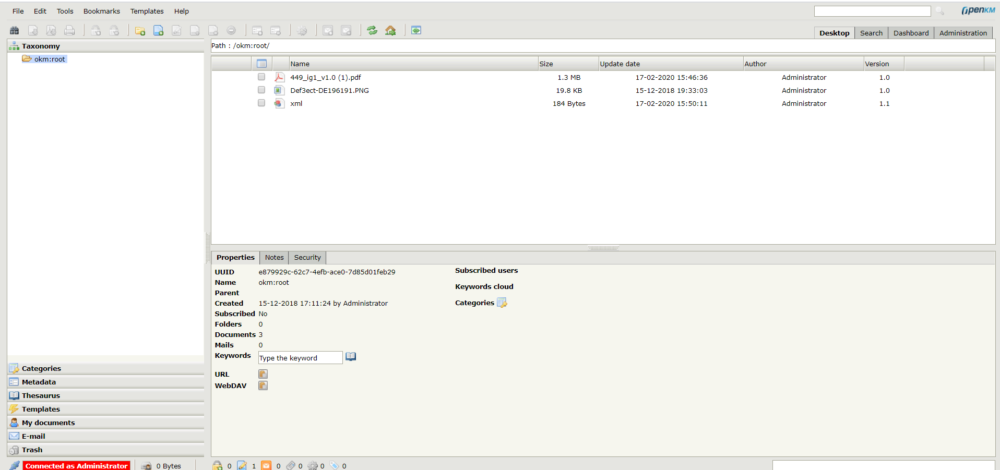 File Edit Tools Bookmarks Templates Help
OpenKM
Desktop Search Dashboard Administration
Taxonomy
okm:root
Path : /okm:root/
Name Size Update date Author Version
449_ig1_v1.0 (1).pdf 1.3 MB 17-02-2020 15:46:36 Administrator 1.0
Def3ect-DE196191.PNG 19.8 KB 15-12-2018 19:33:03 Administrator 1.0
xml 184 Bytes 17-02-2020 15:50:11 Administrator 1.1
Properties Notes Security
UUID e879929c-62c7-4efb-ace0-7d85d01feb29
Name okm:root
Parent
Created 15-12-2018 17:11:24 by Administrator
Subscribed No
Folders 0
Documents 3
Mails 0
Keywords Type the keyword
URL
WebDAV
Subscribed users
Keywords cloud
Categories
Categories
Metadata
Thesaurus
Templates
My documents
E-mail
Trash
Connected as Administrator 0 Bytes 0 1 0 0 0 0